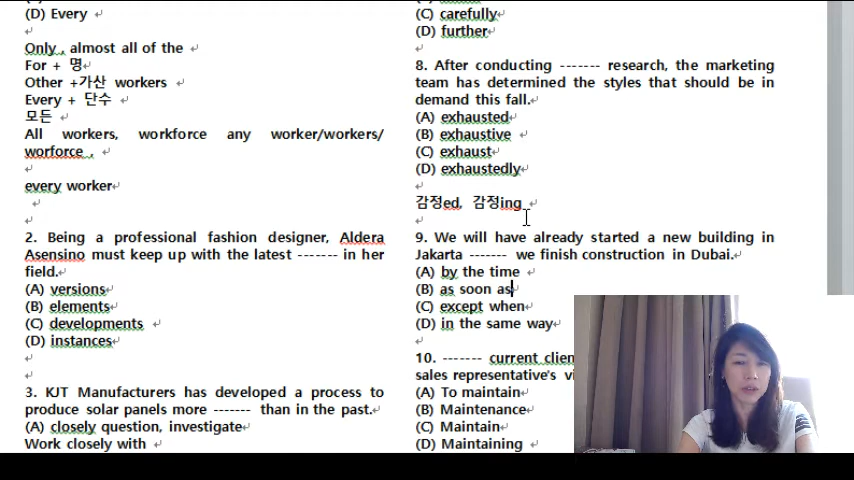 (D) Every
Only , almost all of the
For + 명
Other +가산 workers
Every + 단수
모든
All workers, workforce any worker/workers/
worforce ,
every worker
2. Being a professional fashion designer, Aldera
Asensino must keep up with the latest ------- in her
field.
(A) versions
(B) elements
(C) developments
(D) instances
3. KJT Manufacturers has developed a process to
produce solar panels more ------- than in the past.
(A) closely question, investigate
Work closely with
(C) carefully
(D) further
8. After conducting ------- research, the marketing
team has determined the styles that should be in
demand this fall.
(A) exhausted
(B) exhaustive
(C) exhaust
(D) exhaustedly
감정ed, 감정ing
9. We will have already started a new building in
Jakarta ------- we finish construction in Dubai.
(A) by the time
(B) as soon as
(C) except when
(D) in the same way
10. ------- current clien
sales representative's vi
(A) To maintain
(B) Maintenance
(C) Maintain
(D) Maintaining